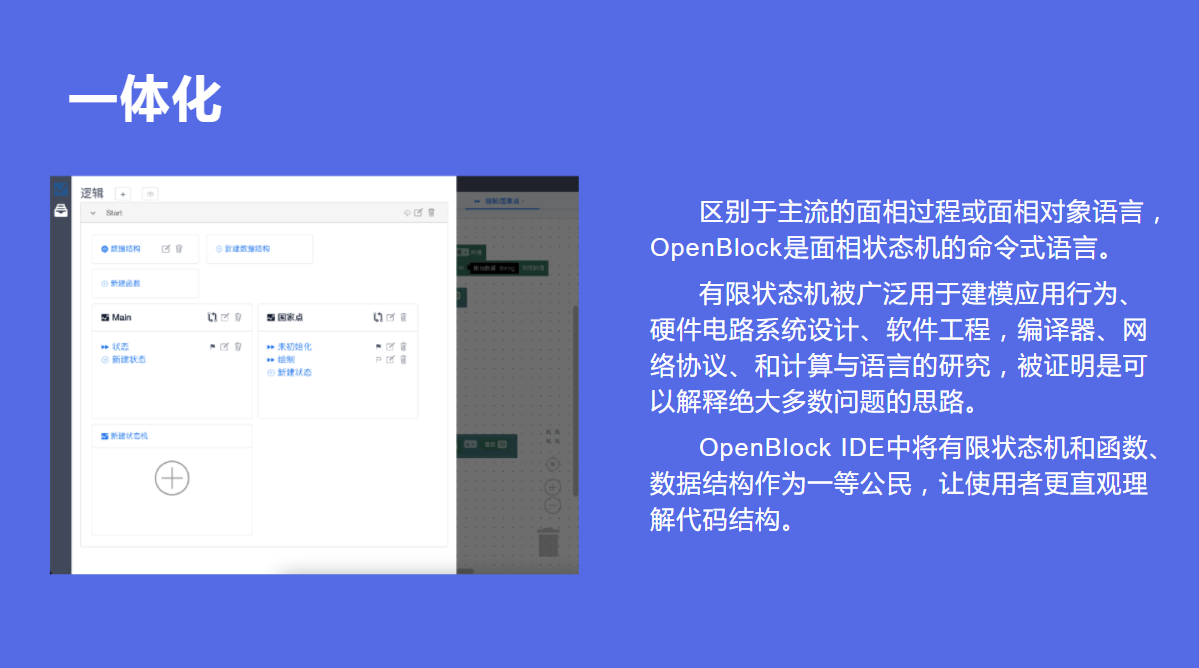 一体化
逻辑
Start
数据结构
新建数据结构
新建函数
Main
国家点
状态
新建状态
未初始化
绘制
新建状态
新建状态机
区别于主流的面相过程或面相对象语言，
OpenBlock是面相状态机的命令式语言。
有限状态机被广泛用于建模应用行为、
硬件电路系统设计、软件工程，编译器、网
络协议、和计算与语言的研究，被证明是可
以解释绝大多数问题的思路。
OpenBlock IDE中将有限状态机和函数、
数据结构作为一等公民，让使用者更直观理
解代码结构。